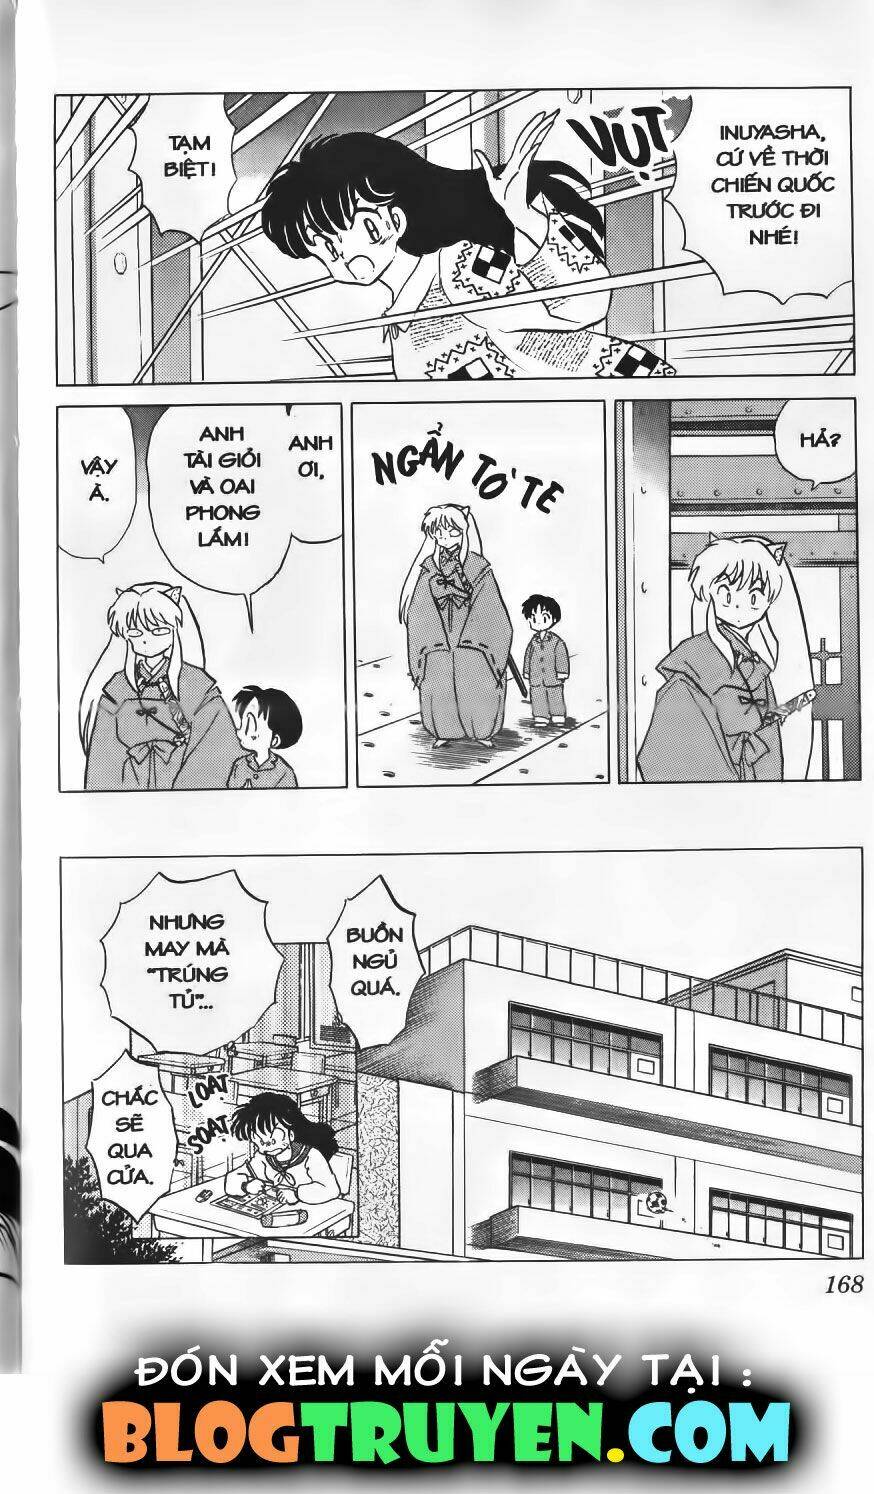 INUYASHA,
CỨ VỀ THỜI
CHIẾN QUỐC
TRƯỚC ĐI
NHÉ!
VỤT
TẠM
BIỆT!
HẢ?
NGẨN TƠ TE
ANH
ƠI,
ANH
TÀI GIỎI
VÀ OAI
PHONG
LẮM!
VẬY
À.
BUỒN
NGỦ
QUÁ.
NHƯNG
MAY MÀ
"TRÚNG
TỦ"...
LOẠT
SOẠT
CHẮC
SẼ
QUA
CỬA.
168
ĐÓN XEM MỖI NGÀY TẠI :
BLOGTRUYEN.COM